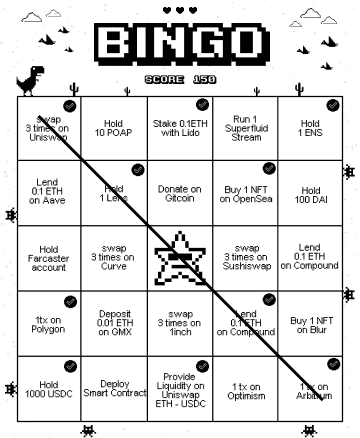 BINGO
SCORE 150
swap
3 times on
Uniswap
Hold
10 POAP
Stake 0.1ETH
with Lido
Run 1
Superfluid
Stream
Hold
1 ENS
Lend
0.1 ETH
on Aave
Hold
1 Lens
Donate on
Gitcoin
Buy 1 NFT
on OpenSea
Hold
100 DAI
Hold
Farcaster
account
swap
3 times on
Curve
swap
3 times on
Sushiswap
Lend
0.1 ETH
on Compound
1tx on
Polygon
Deposit
0.01 ETH
on GMX
swap
3 times on
1inch
Lend
0.1 ETH
on Compound
Buy 1 NFT
on Blur
Hold
1000 USDC
Deploy
Smart Contract
Provide
Liquidity on
Uniswap
ETH - USDC
1 tx on
Optimism
1 tx on
Arbitrum